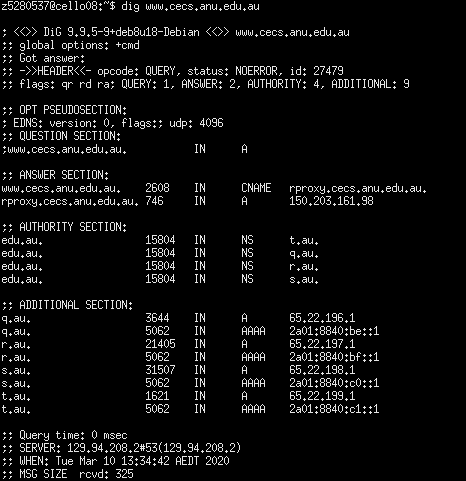 z5280537@cello08:~$ dig www.cecs.anu.edu.au

; <<>> DiG 9.9.5-9+deb8u18-Debian <<>> www.cecs.anu.edu.au
;; global options: +cmd
;; Got answer:
;; ->>HEADER<<- opcode: QUERY, status: NOERROR, id: 27479
;; flags: qr rd ra; QUERY: 1, ANSWER: 2, AUTHORITY: 4, ADDITIONAL: 9

;; OPT PSEUDOSECTION:
; EDNS: version: 0, flags:; udp: 4096
;; QUESTION SECTION:
;www.cecs.anu.edu.au. IN A

;; ANSWER SECTION:
www.cecs.anu.edu.au. 2608 IN CNAME rproxy.cecs.anu.edu.au.
rproxy.cecs.anu.edu.au. 746 IN A 150.203.161.98

;; AUTHORITY SECTION:
edu.au. 15804 IN NS t.au.
edu.au. 15804 IN NS q.au.
edu.au. 15804 IN NS r.au.
edu.au. 15804 IN NS s.au.

;; ADDITIONAL SECTION:
q.au. 3644 IN A 65.22.196.1
q.au. 5062 IN AAAA 2a01:8840:be::1
r.au. 21405 IN A 65.22.197.1
r.au. 5062 IN AAAA 2a01:8840:bf::1
s.au. 31507 IN A 65.22.198.1
s.au. 5062 IN AAAA 2a01:8840:c0::1
t.au. 1621 IN A 65.22.199.1
t.au. 5062 IN AAAA 2a01:8840:c1::1

;; Query time: 0 msec
;; SERVER: 129.94.208.2#53(129.94.208.2)
;; WHEN: Tue Mar 10 13:34:42 AEDT 2020
;; MSG SIZE rcvd: 325